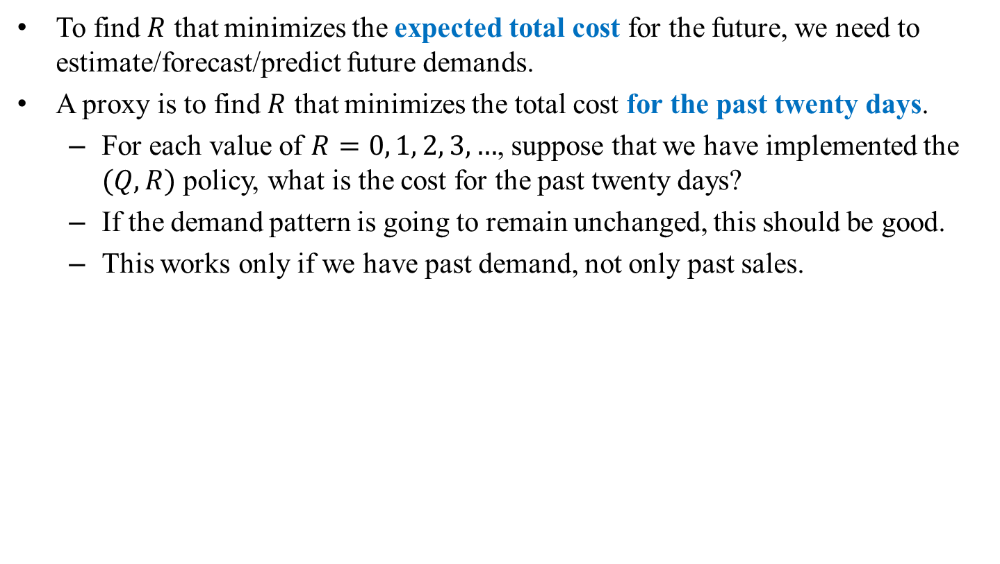 • To find R that minimizes the expected total cost for the future, we need to
estimate/forecast/predict future demands.
• A proxy is to find R that minimizes the total cost for the past twenty days.
– For each value of R = 0, 1, 2, 3, …, suppose that we have implemented the
(Q, R) policy, what is the cost for the past twenty days?
– If the demand pattern is going to remain unchanged, this should be good.
– This works only if we have past demand, not only past sales.